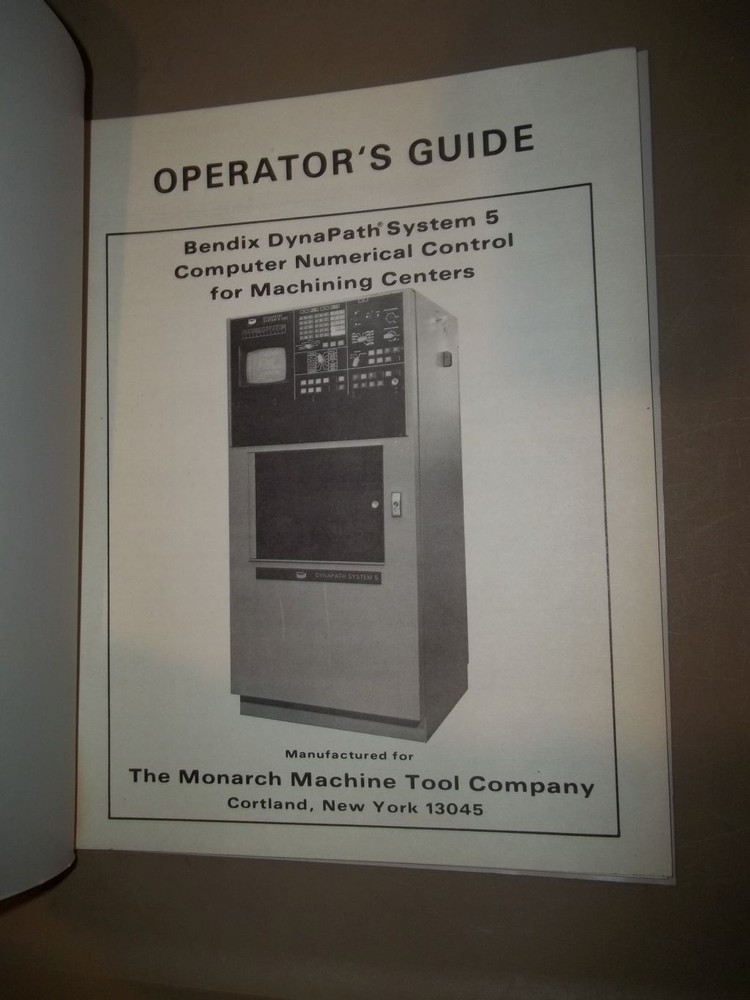 OPERATOR'S GUIDE
Bendix DynaPath® System 5
Computer Numerical Control
for Machining Centers
DYNAPATH SYSTEM 5
Manufactured for
The Monarch Machine Tool Company
Cortland, New York 13045